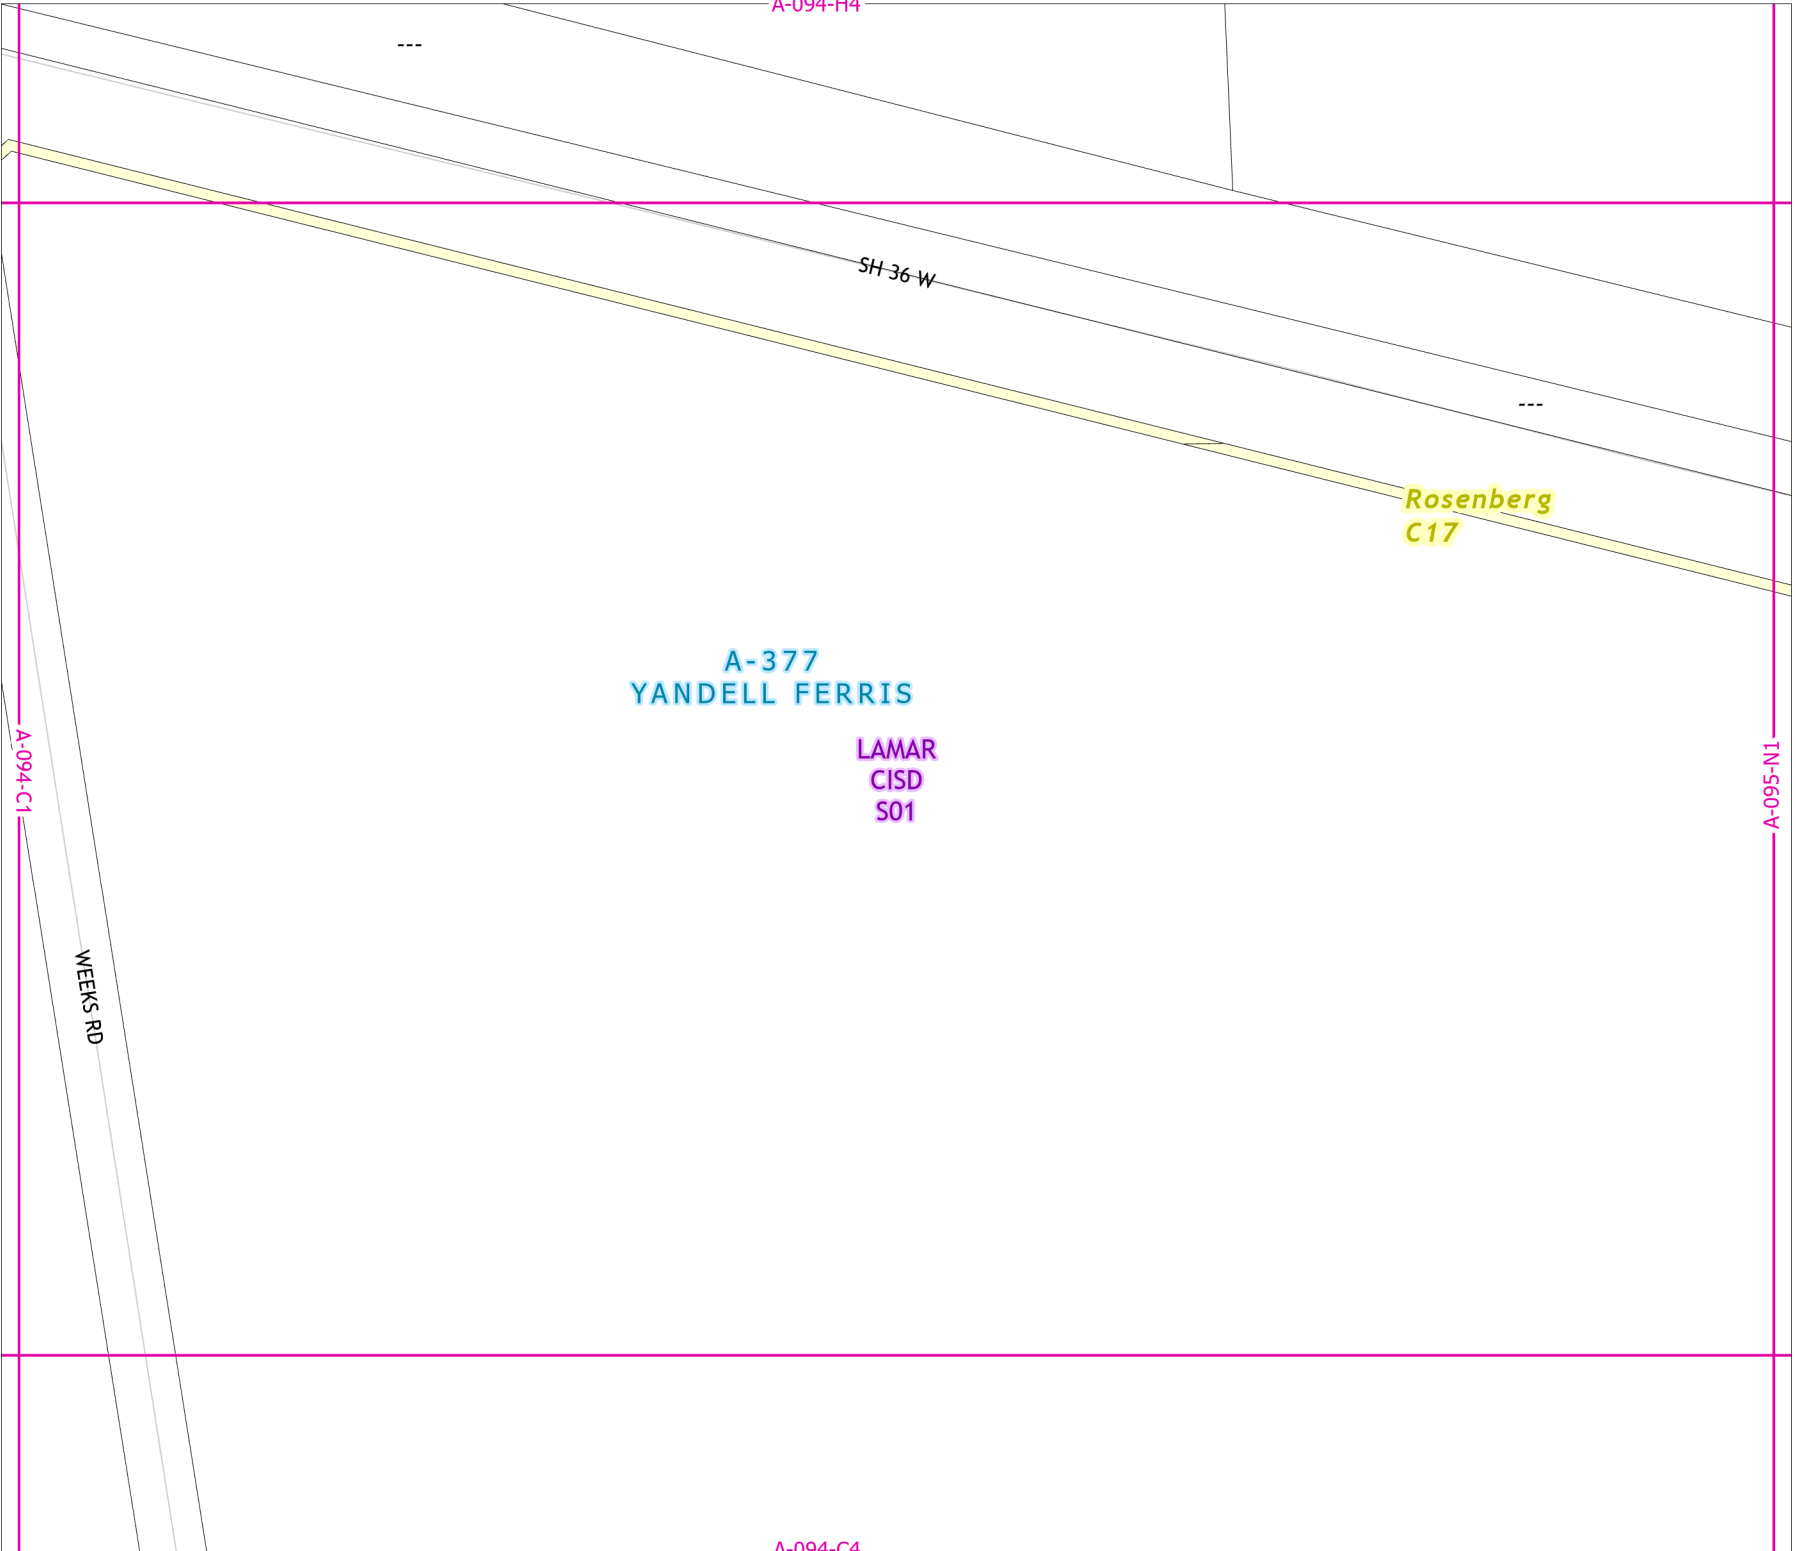 A-094-H4
---
SH 36 W
---
Rosenberg
C17
A-377
YANDELL FERRIS
LAMAR
CISD
S01
A-094-C1
A-095-N1
WEEKS RD
A-094-C4